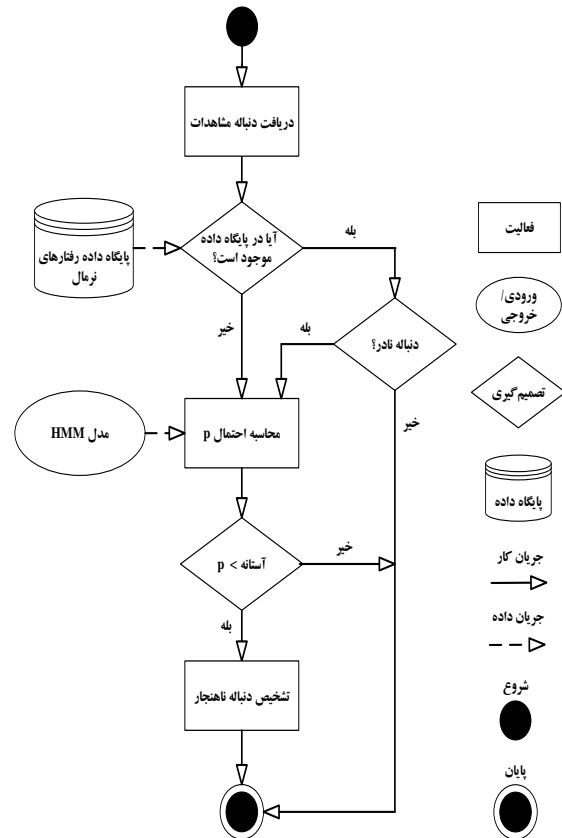 دریافت دنباله مشاهدات
آیا در پایگاه داده
موجود است؟
پایگاه داده رفتارهای
نرمال
بله
خیر
دنباله نادر؟
بله
خیر
مدل HMM
محاسبه احتمال p
آستانه > p
خیر
بله
تشخیص دنباله ناهنجار
فعالیت
ورودی/
خروجی
تصمیم‌گیری
پایگاه داده
جریان کار
جریان داده
شروع
پایان